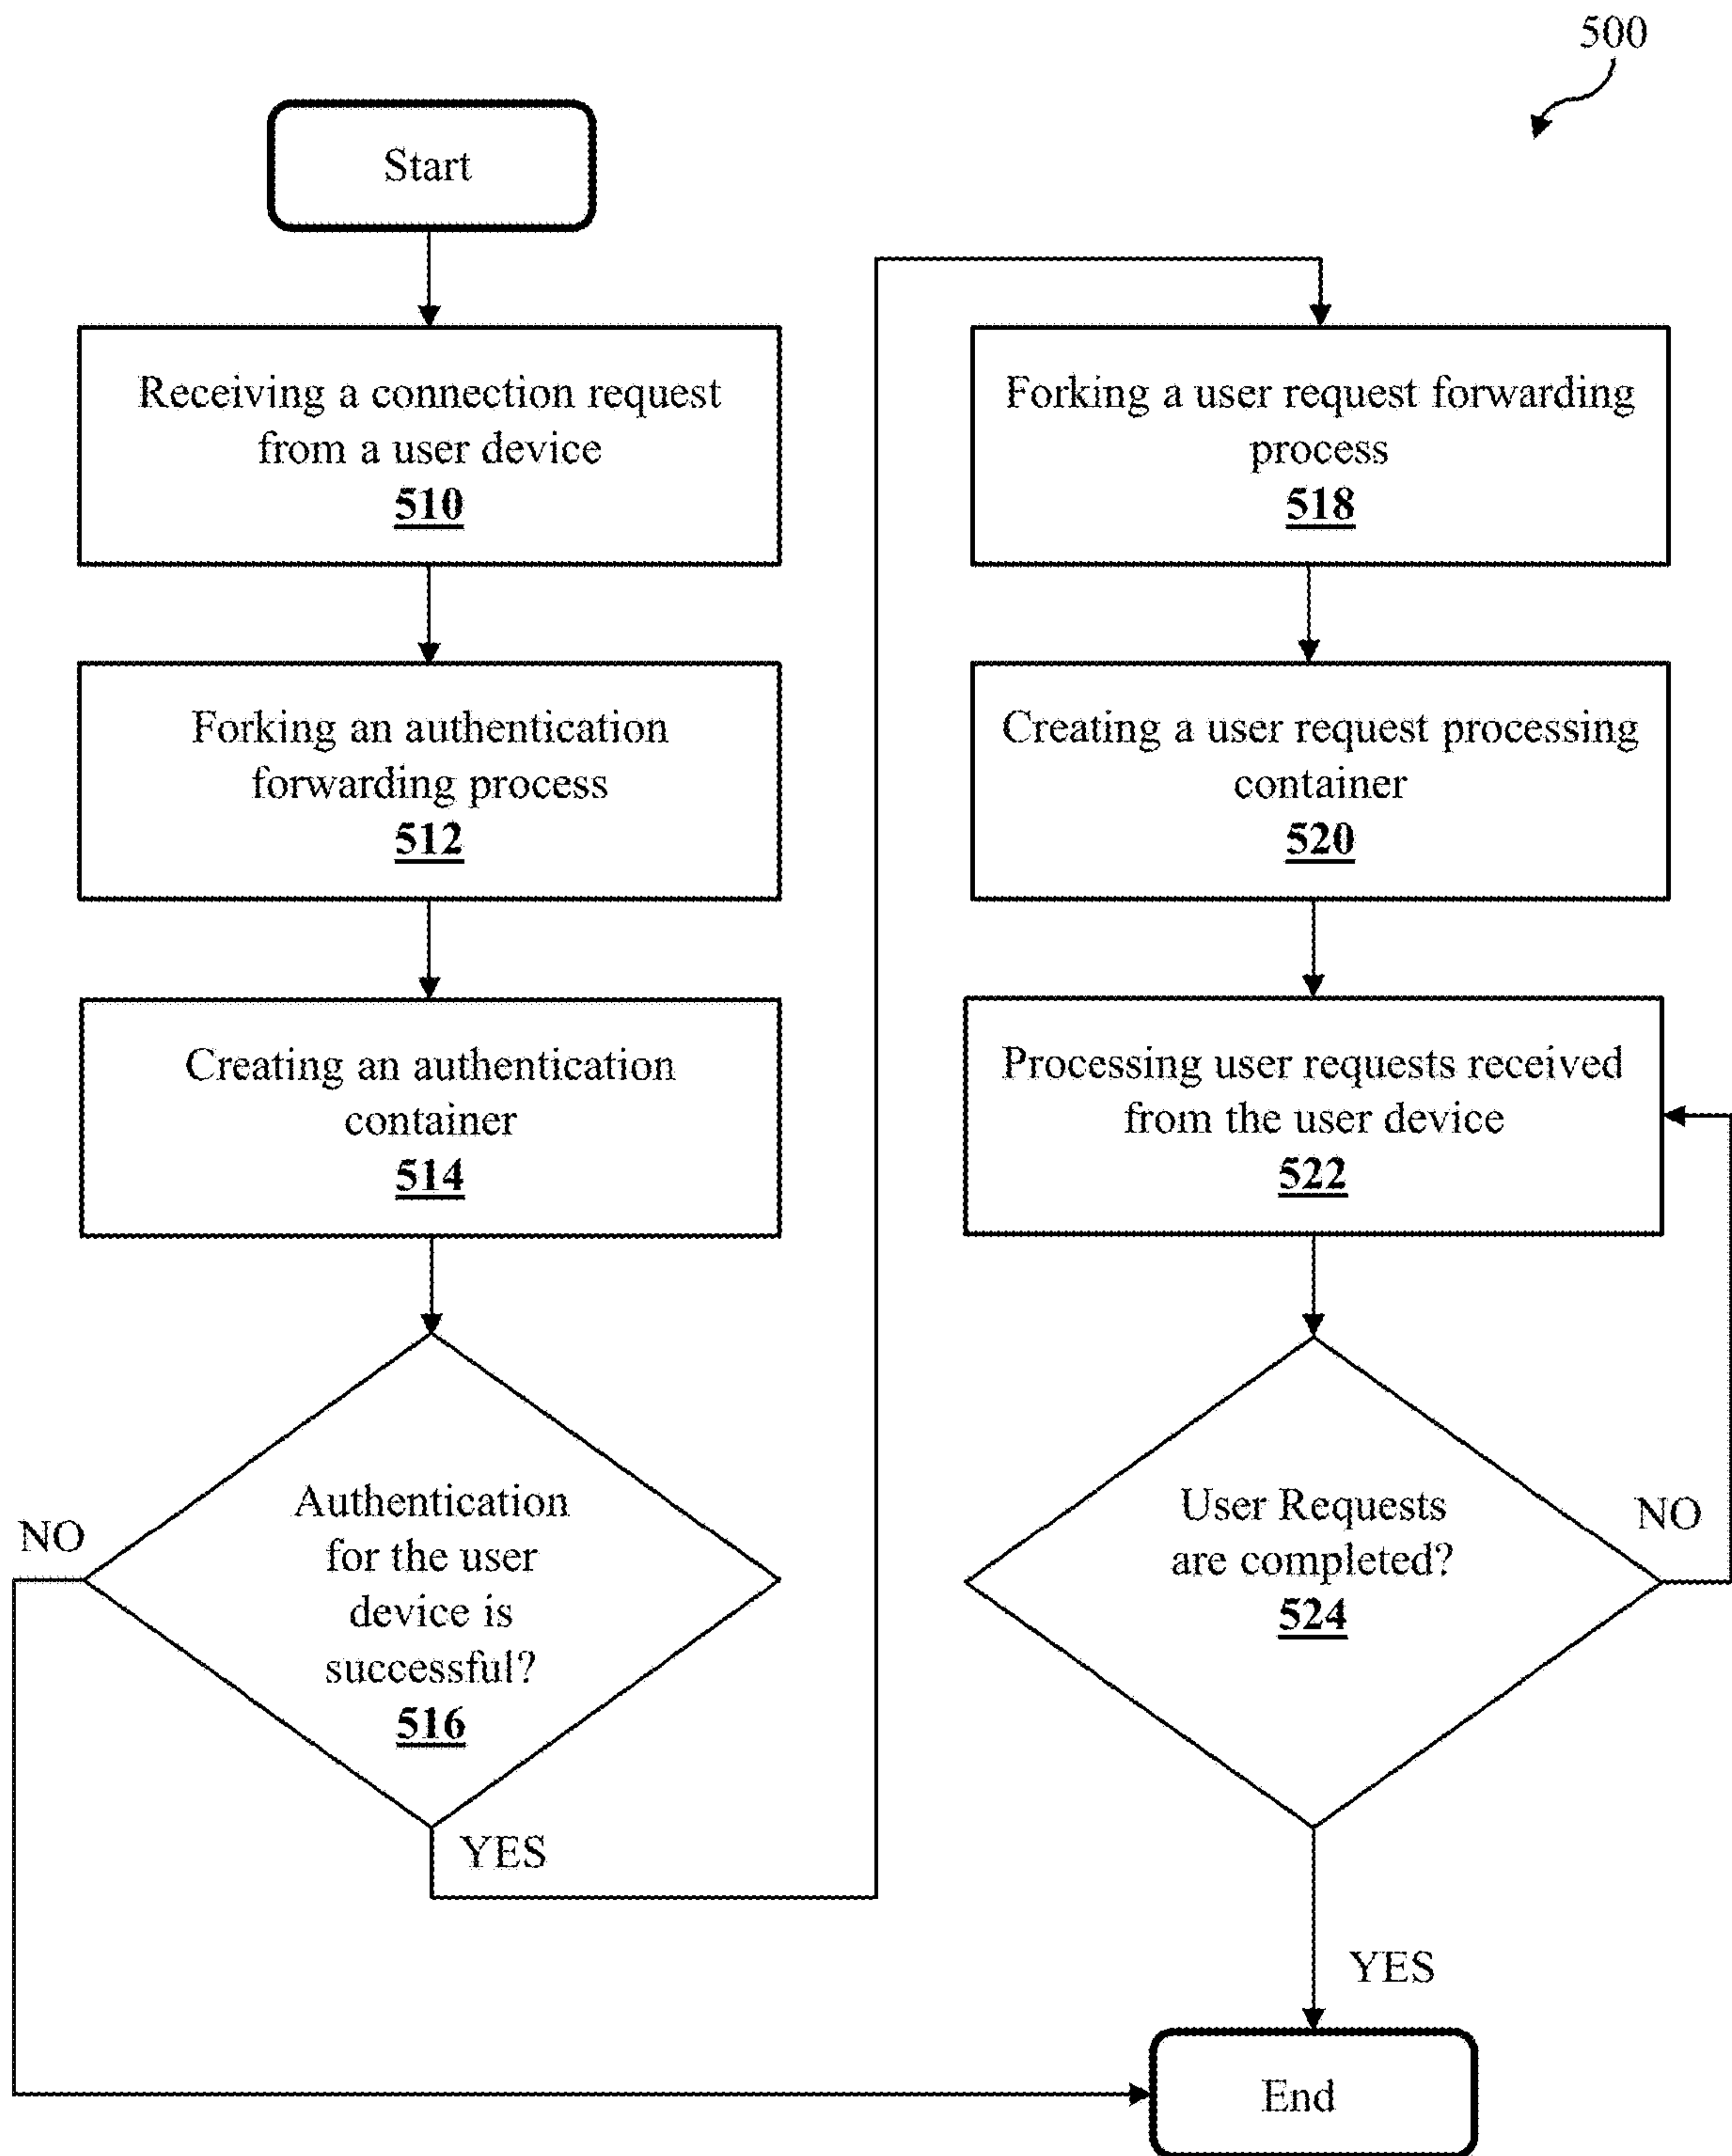 500
Start
Receiving a connection request
from a user device
510
Forking an authentication
forwarding process
512
Creating an authentication
container
514
Authentication
for the user
device is
successful?
516
NO
YES
Forking a user request forwarding
process
518
Creating a user request processing
container
520
Processing user requests received
from the user device
522
User Requests
are completed?
524
NO
YES
End